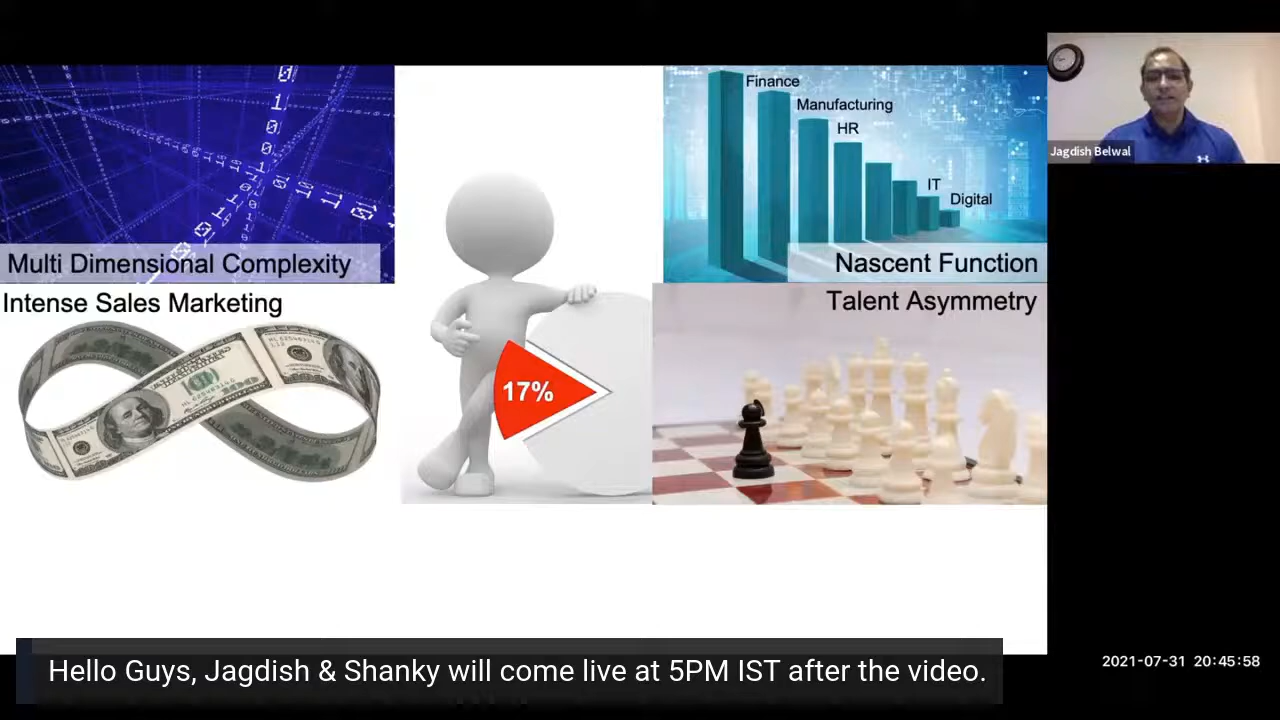 Multi Dimensional Complexity
Intense Sales Marketing
17%
Finance
Manufacturing
HR
IT
Digital
Nascent Function
Talent Asymmetry
Jagdish Belwal
Hello Guys, Jagdish & Shanky will come live at 5PM IST after the video.
2021-07-31 20:45:58